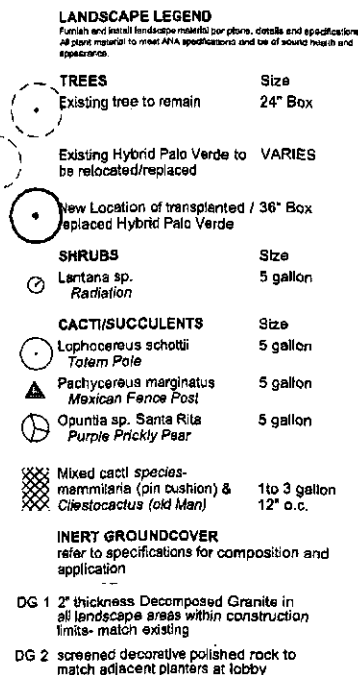 LANDSCAPE LEGEND
Furnish and install landscape material per plans, details and specifications
All plant material to meet ANA specifications and be of sound health and
appearance.
TREES Size
Existing tree to remain 24" Box
Existing Hybrid Palo Verde to VARIES
be relocated/replaced
New Location of transplanted / 36" Box
replaced Hybrid Palo Verde
SHRUBS Size
Lantana sp. 5 gallon
Radiation
CACTI/SUCCULENTS Size
Lophocereus schottii 5 gallon
Totem Pole
Pachycereus marginatus 5 gallon
Mexican Fence Post
Opuntia sp. Santa Rita 5 gallon
Purple Prickly Pear
Mixed cacti species-
mammilaria (pin cushion) & 1to 3 gallon
Cliestocactus (old Man) 12" o.c.
INERT GROUNDCOVER
refer to specifications for composition and
application
DG 1 2" thickness Decomposed Granite in
all landscape areas within construction
limits- match existing
DG 2 screened decorative polished rock to
match adjacent planters at lobby